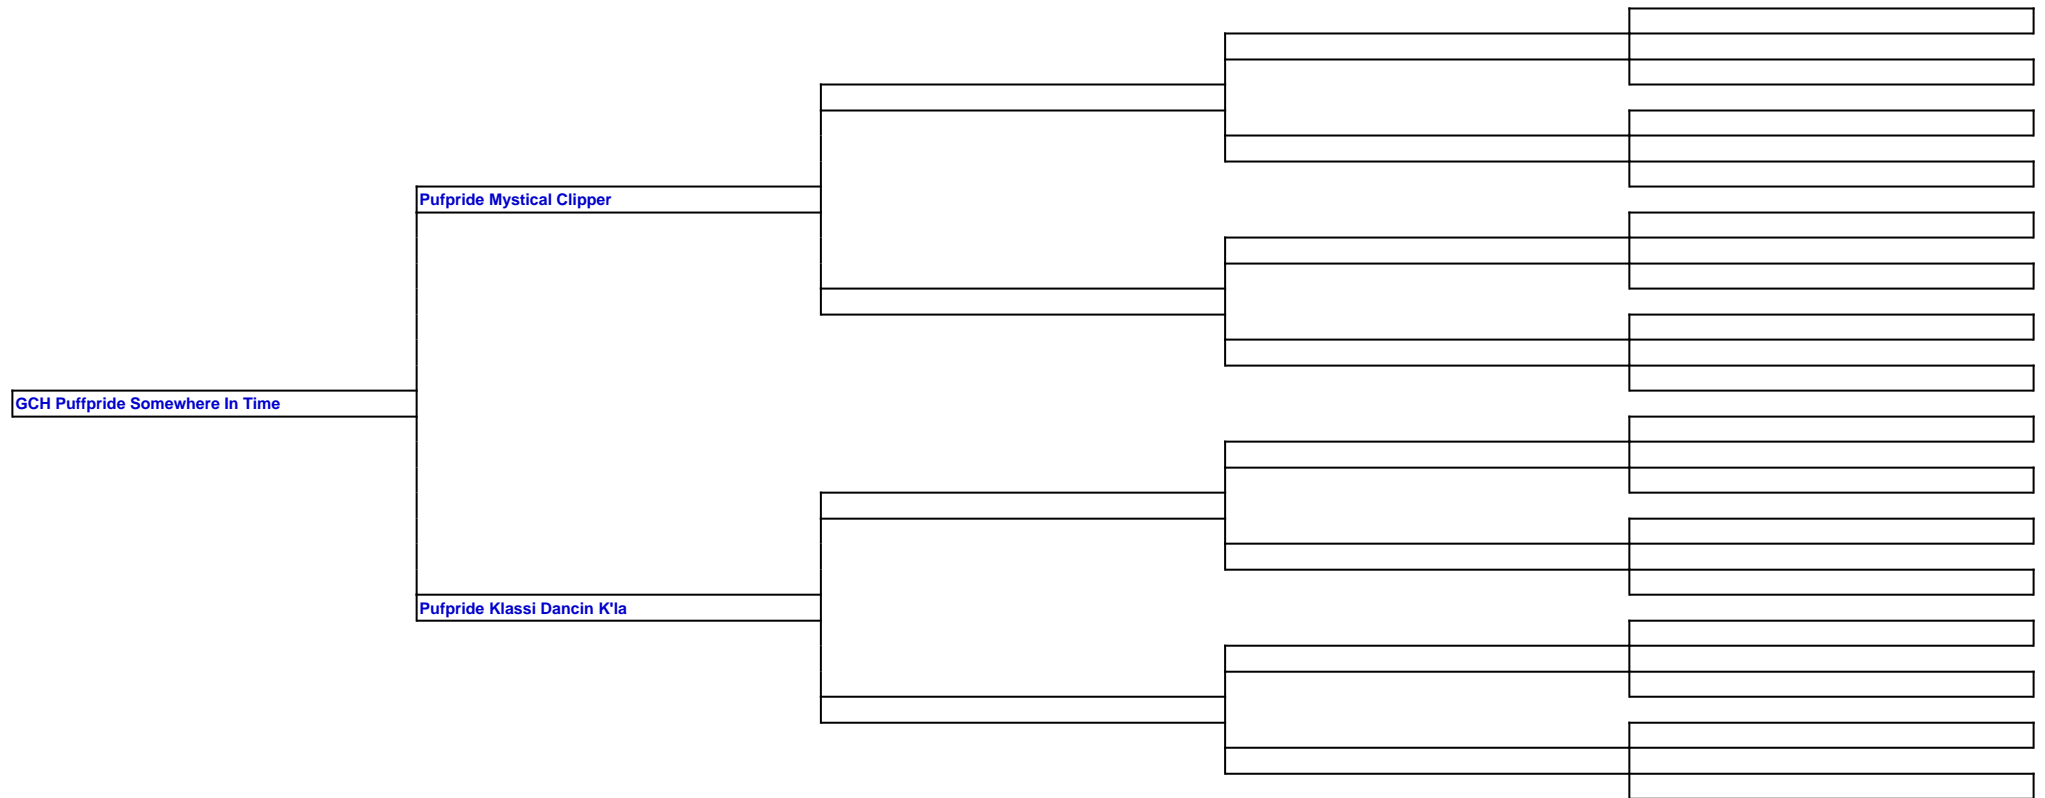 Pufpride Mystical Clipper
GCH Puffpride Somewhere In Time
Pufpride Klassi Dancin K'la